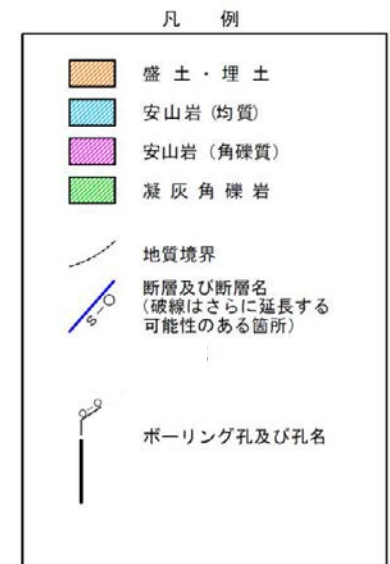 凡 例
盛 土 ・ 埋 土
安山岩 (均質)
安山岩 (角礫質)
凝 灰 角 礫 岩
地質境界
断層及び断層名
(破線はさらに延長する
可能性のある箇所)
S-○
○-○
ボーリング孔及び孔名